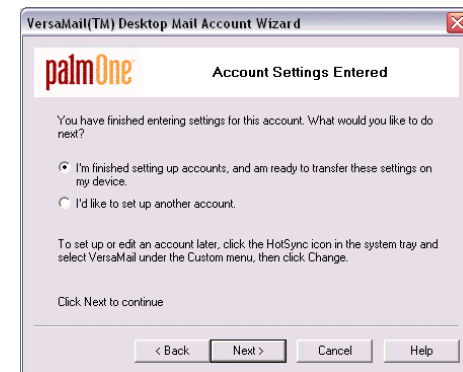 VersaMail(TM) Desktop Mail Account Wizard
palmOne
Account Settings Entered
You have finished entering settings for this account. What would you like to do
next?
I'm finished setting up accounts, and am ready to transfer these settings on
my device.
I'd like to set up another account.
To set up or edit an account later, click the HotSync icon in the system tray and
select VersaMail under the Custom menu, then click Change.
Click Next to continue
< Back Next > Cancel Help